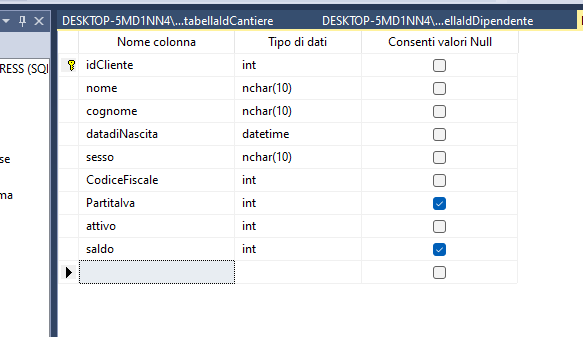 DESKTOP-5MD1NN4\...tabellaIdCantiere DESKTOP-5MD1NN4\...ellaIdDipendente
Nome colonna Tipo di dati Consenti valori Null
RESS (SQl
idCliente int
nome nchar(10)
cognome nchar(10)
datadiNascita datetime
sesso nchar(10)
se
CodiceFiscale int
ma
PartitaIva int
attivo int
saldo int